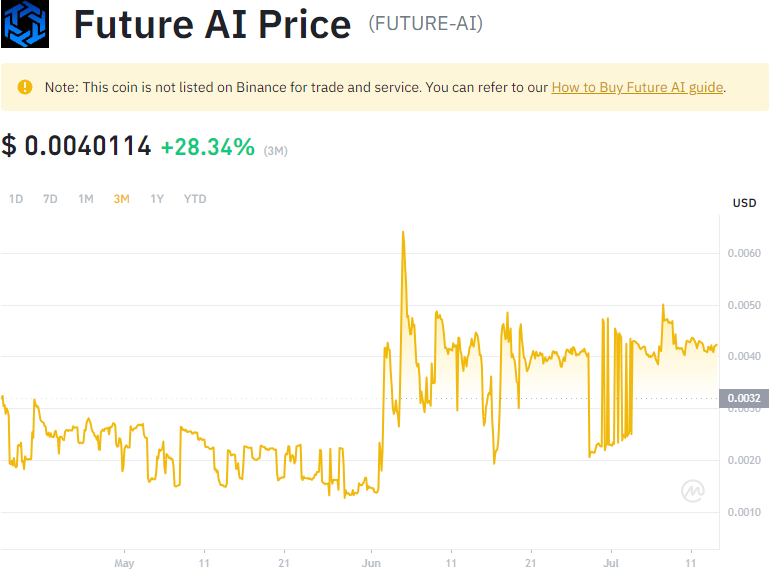 Future AI Price (FUTURE-AI)
Note: This coin is not listed on Binance for trade and service. You can refer to our How to Buy Future AI guide.
$ 0.0040114 +28.34% (3M)
1D 7D 1M 3M 1Y YTD
USD
0.0060
0.0050
0.0040
0.0032
0.0030
0.0020
0.0010
May 11 21 Jun 11 21 Jul 11